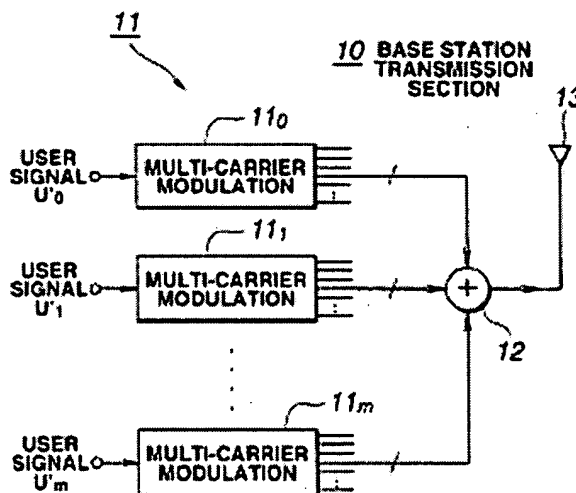 11
10 BASE STATION
TRANSMISSION
SECTION
13
11₀
USER
SIGNAL
U'₀
MULTI-CARRIER
MODULATION
11₁
USER
SIGNAL
U'₁
MULTI-CARRIER
MODULATION
+
12
11ₘ
USER
SIGNAL
U'ₘ
MULTI-CARRIER
MODULATION